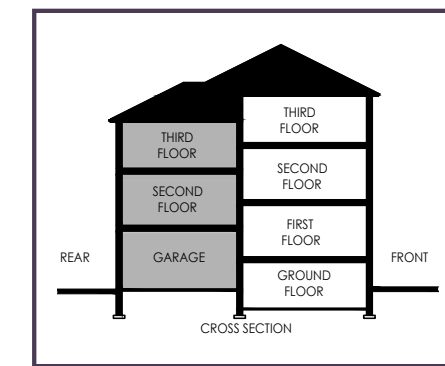 THIRD
FLOOR
THIRD
FLOOR
SECOND
FLOOR
SECOND
FLOOR
FIRST
FLOOR
REAR
GARAGE
FRONT
GROUND
FLOOR
CROSS SECTION